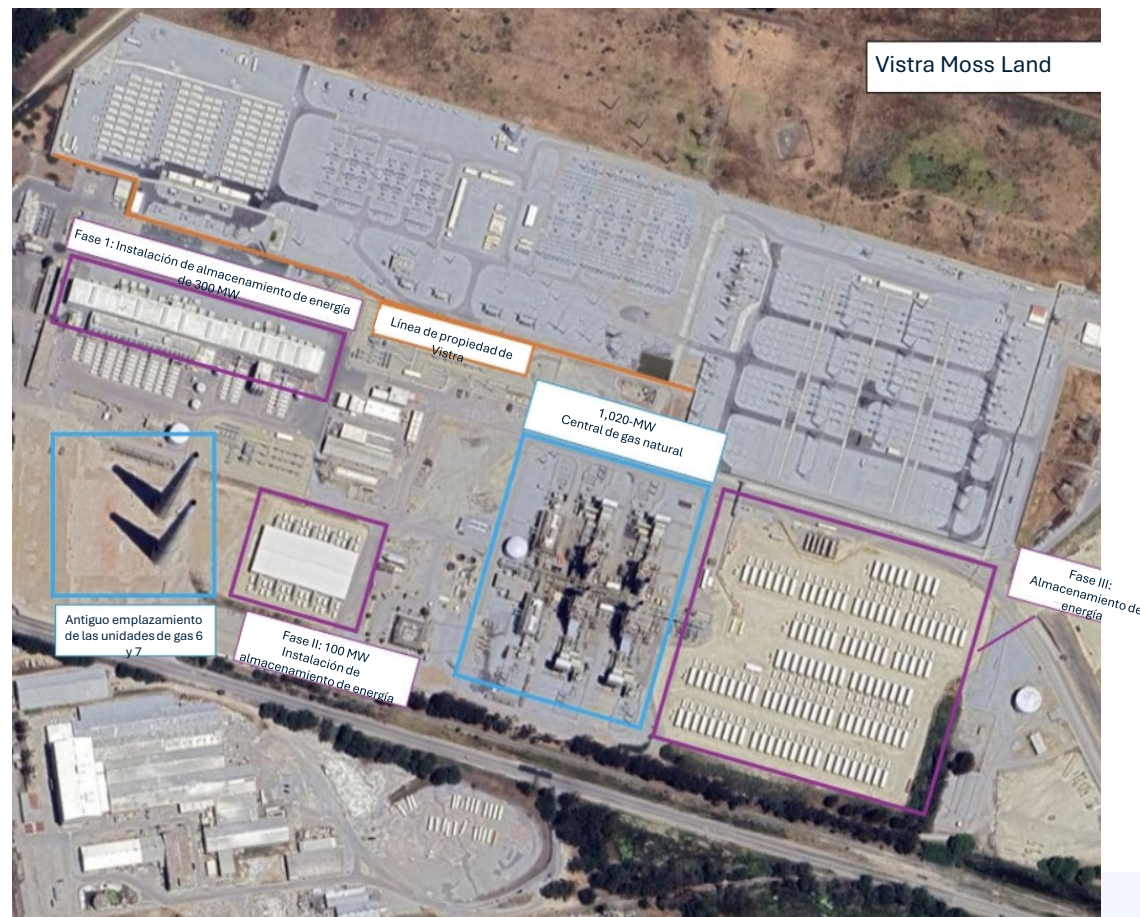 Vistra Moss Land
Fase 1: Instalación de almacenamiento de energía
de 300 MW
Línea de propiedad de
Vistra
1,020-MW
Central de gas natural
Fase III:
Almacenamiento de
energía
Antiguo emplazamiento
de las unidades de gas 6
y 7
Fase II: 100 MW
Instalación de
almacenamiento de energía